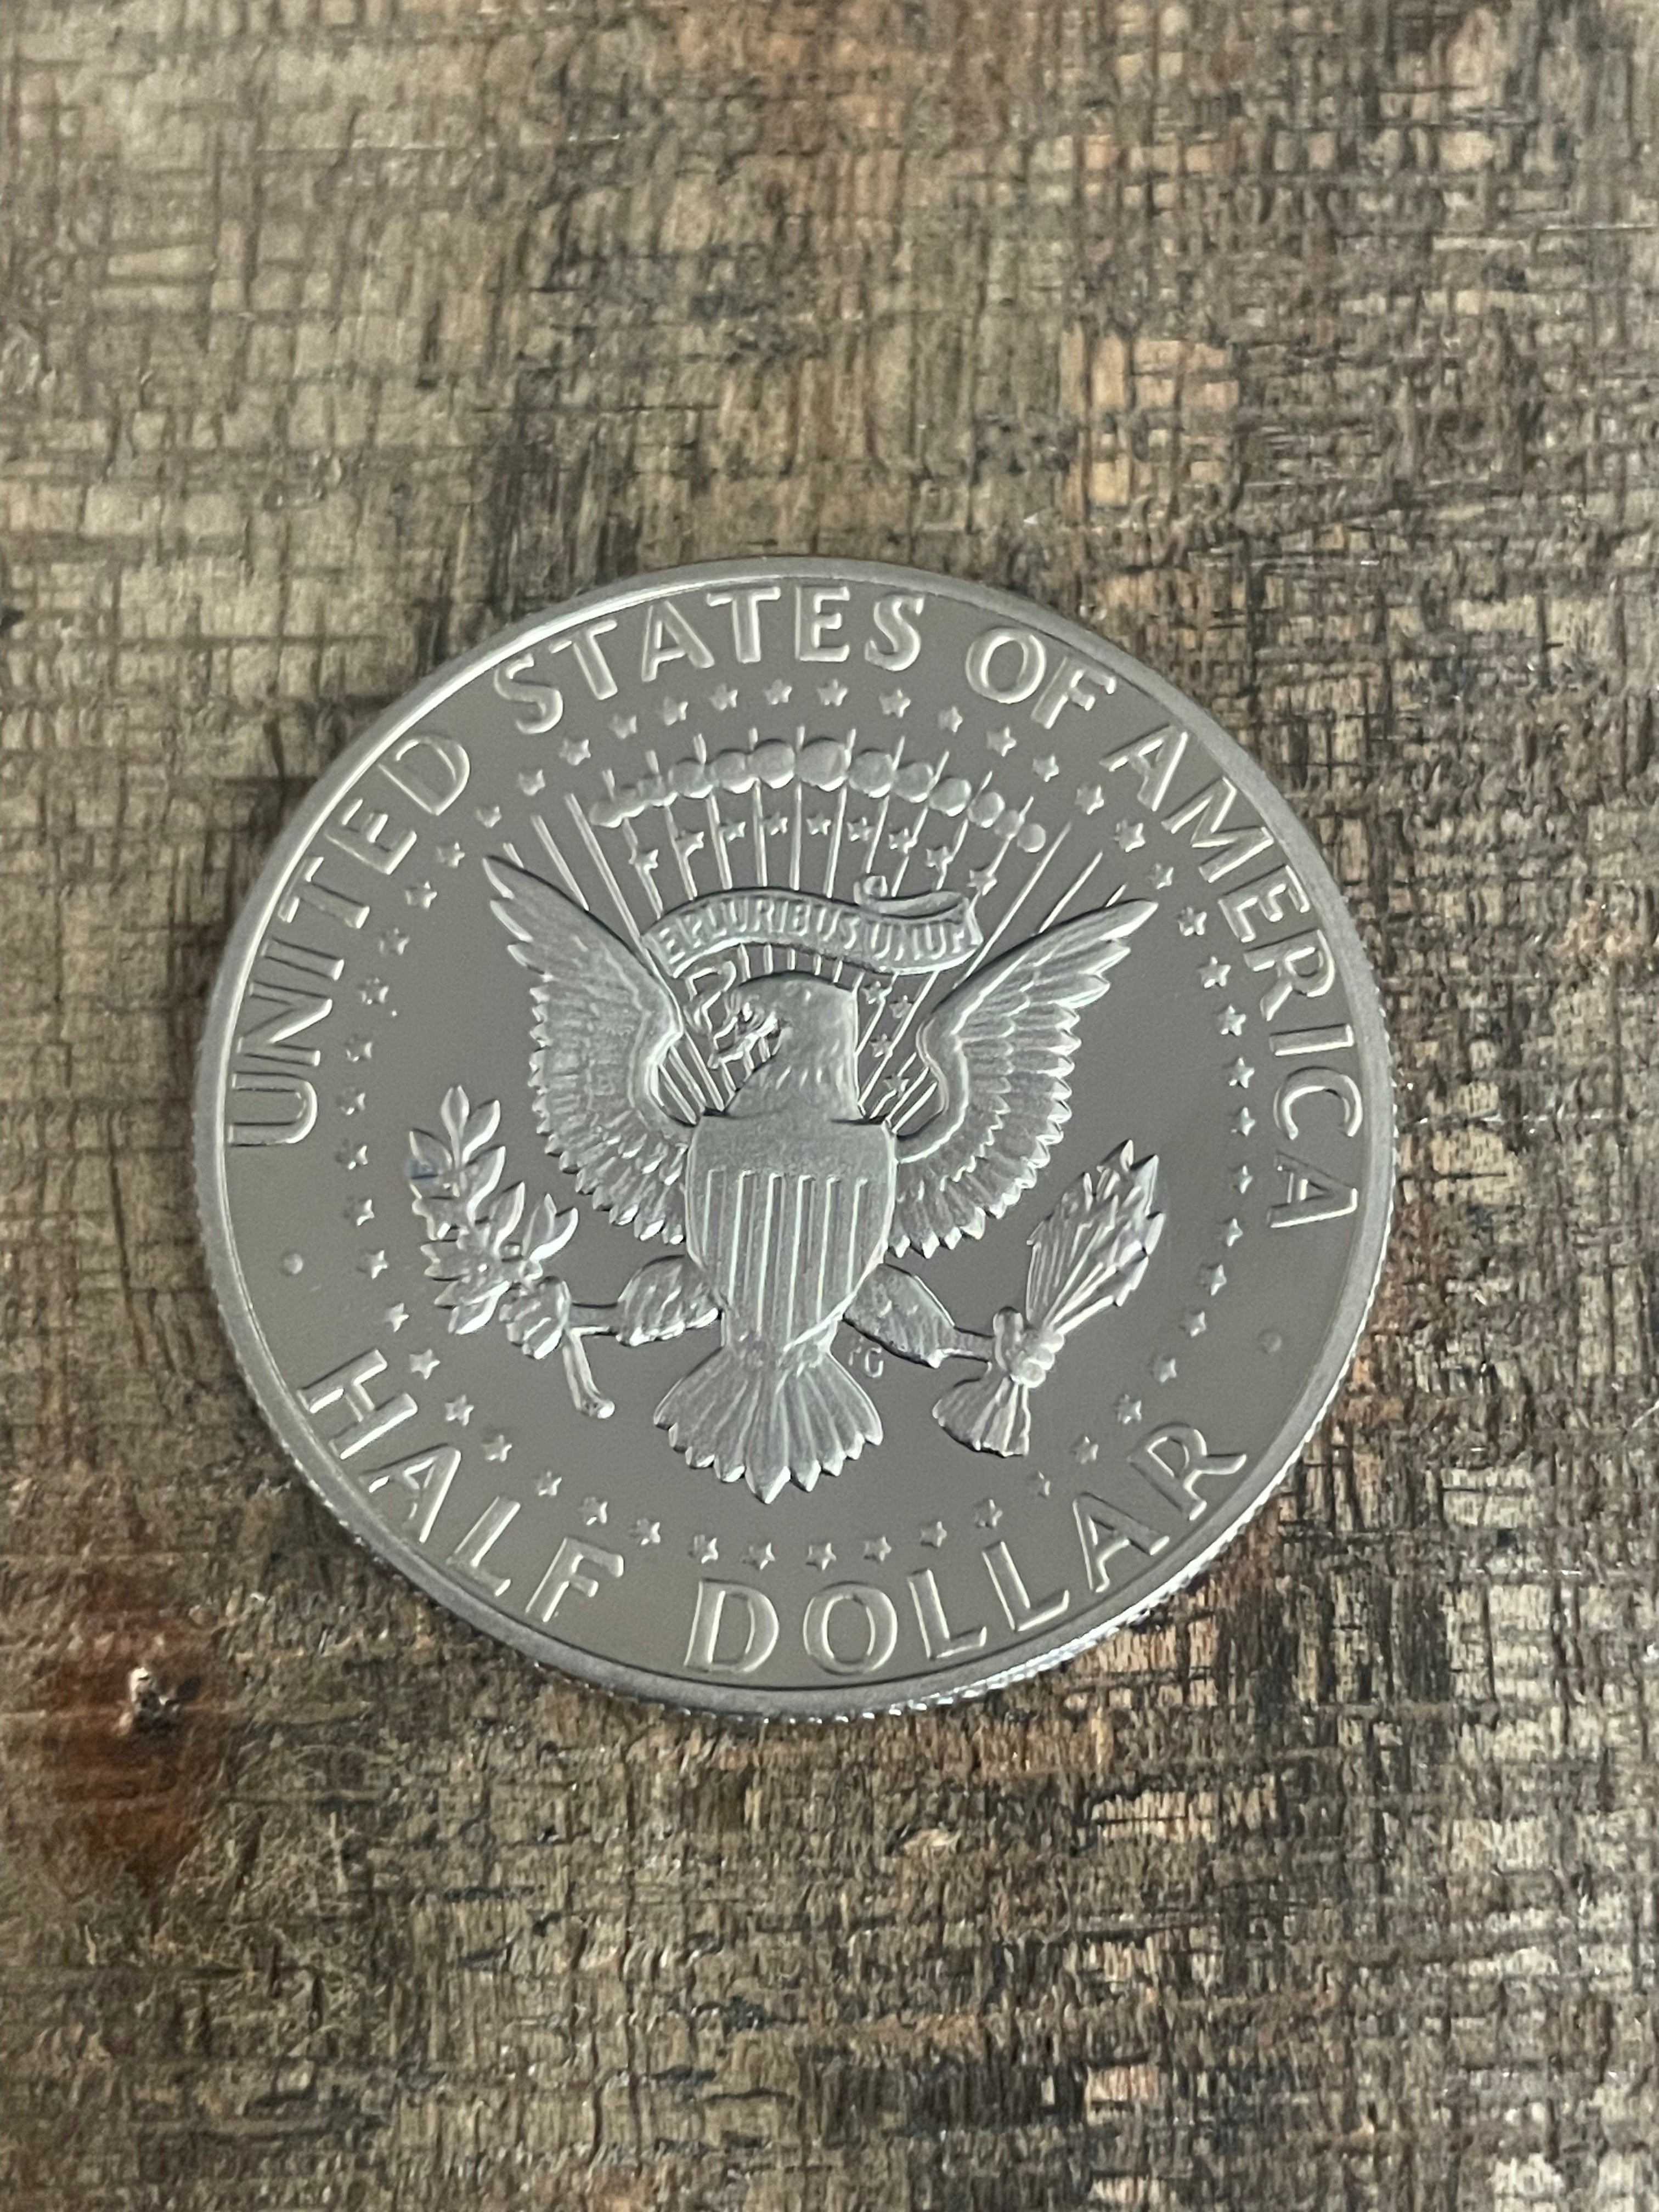 UNITED STATES OF AMERICA
E PLURIBUS UNUM
FG
HALF DOLLAR